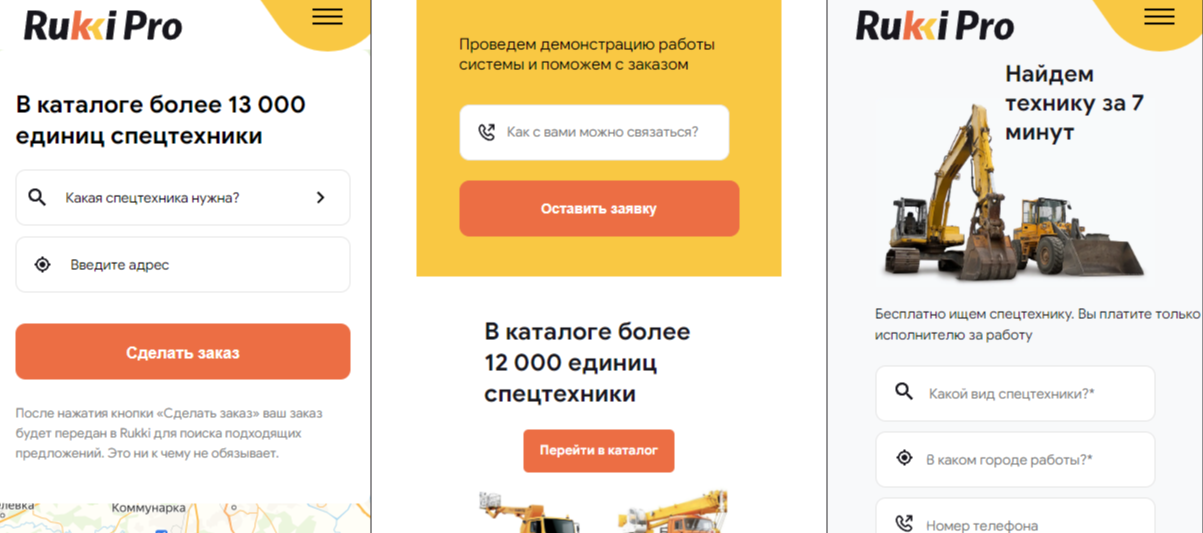 Rukki Pro
В каталоге более 13 000
единиц спецтехники
Какая спецтехника нужна?
Введите адрес
Сделать заказ
После нажатия кнопки «Сделать заказ» ваш заказ
будет передан в Rukki для поиска подходящих
предложений. Это ни к чему не обязывает.
Коммунарка
Проведем демонстрацию работы
системы и поможем с заказом
Как с вами можно связаться?
Оставить заявку
В каталоге более
12 000 единиц
спецтехники
Перейти в каталог
Rukki Pro
Найдем
технику за 7
минут
Бесплатно ищем спецтехнику. Вы платите только
исполнителю за работу
Какой вид спецтехники?*
В каком городе работы?*
Номер телефона